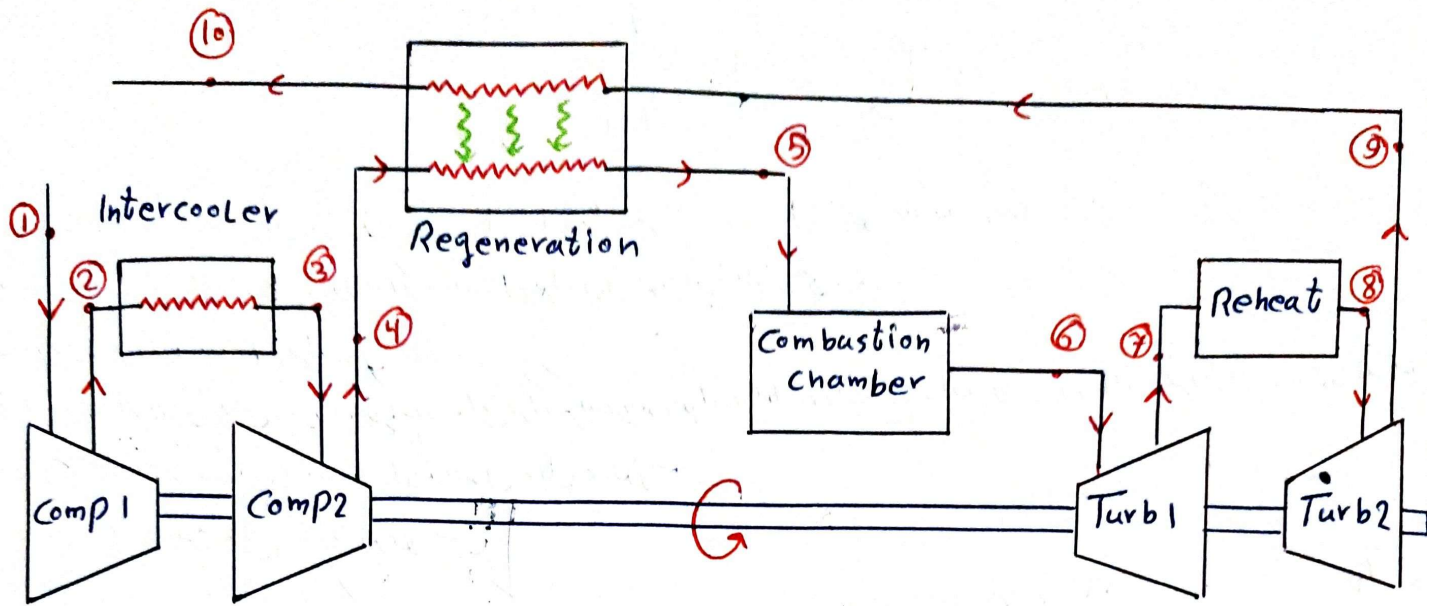 10
5
9
1
Intercooler
Regeneration
2
3
4
Reheat
8
6
7
Combustion
chamber
Comp 1
Comp2
Turb1
Turb2